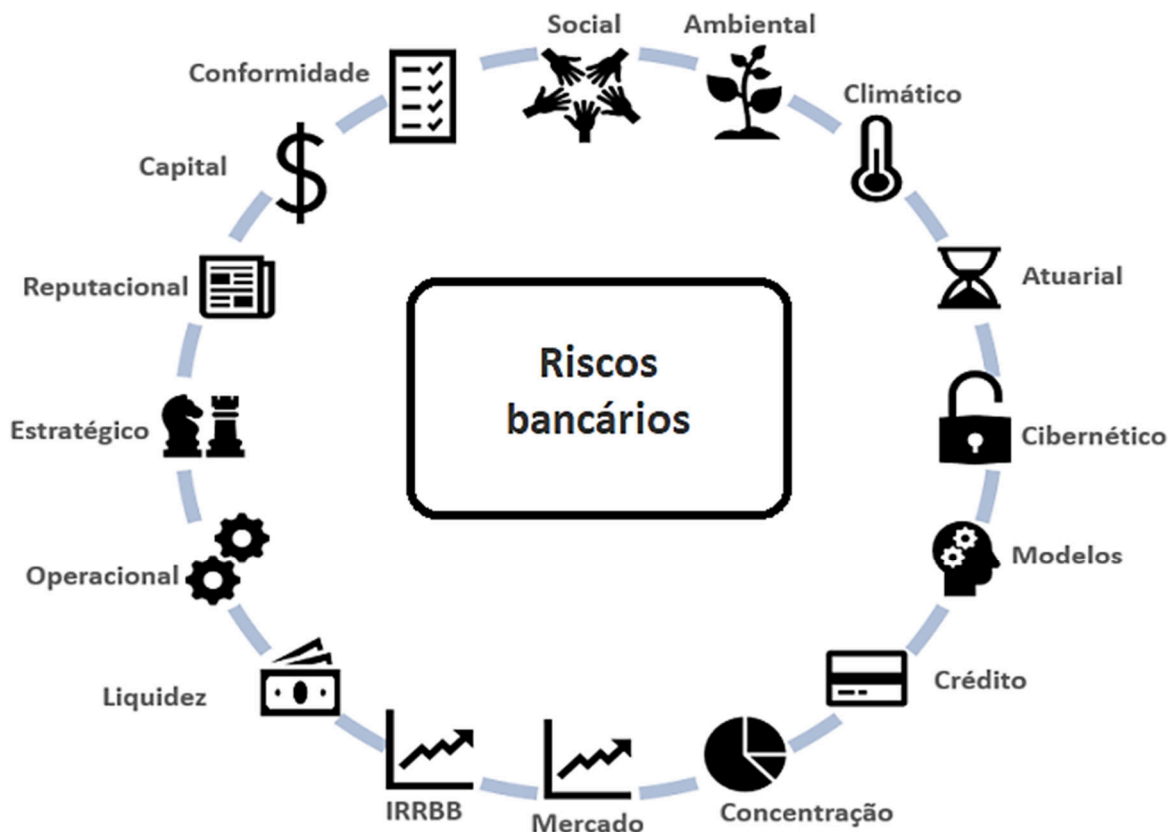 Social
Ambiental
Climático
Atuarial
Cibernético
Modelos
Crédito
Concentração
Mercado
IRRBB
Liquidez
Operacional
Estratégico
Reputacional
Capital
Conformidade
Riscos
bancários